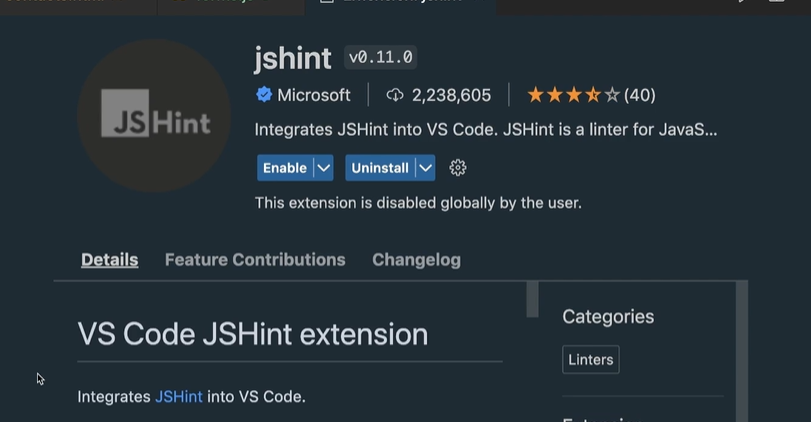 jshint v0.11.0
Microsoft 2,238,605 (40)
JSHint
Integrates JSHint into VS Code. JSHint is a linter for JavaS...
Enable Uninstall
This extension is disabled globally by the user.
Details Feature Contributions Changelog
VS Code JSHint extension
Categories
Linters
Integrates JSHint into VS Code.